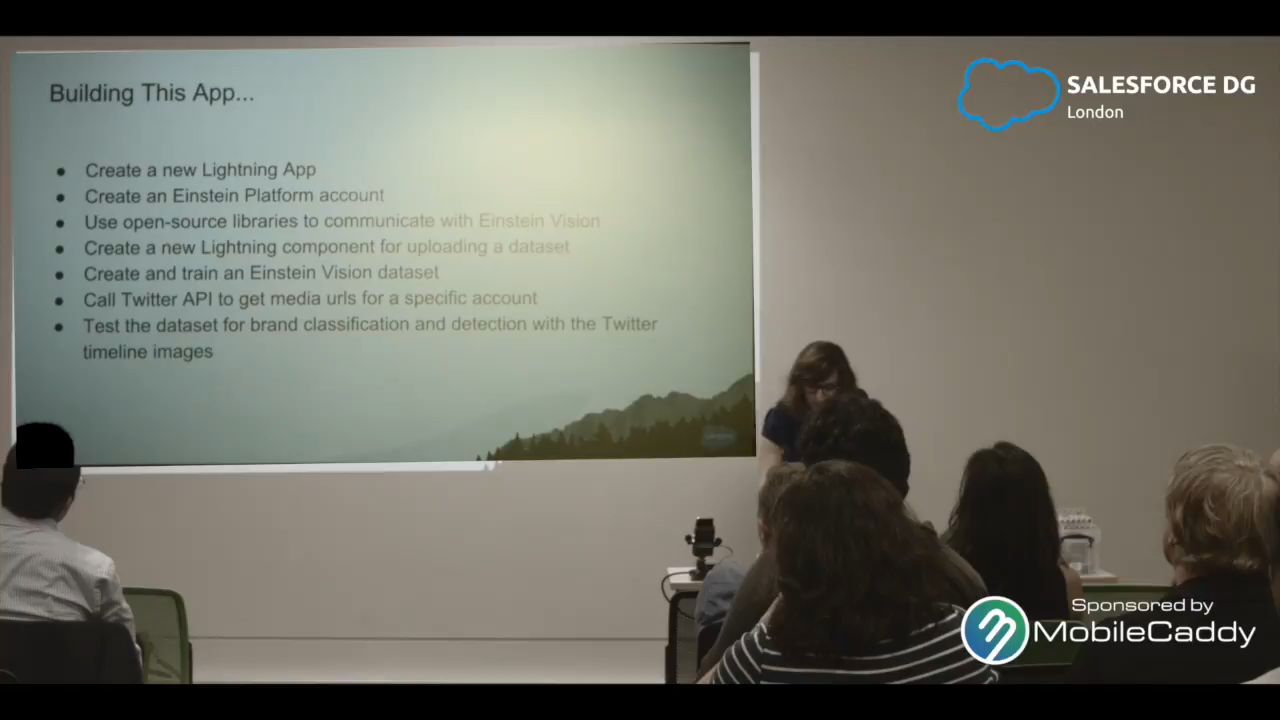 Building This App...
SALESFORCE DG
London
• Create a new Lightning App
• Create an Einstein Platform account
• Use open-source libraries to communicate with Einstein Vision
• Create a new Lightning component for uploading a dataset
• Create and train an Einstein Vision dataset
• Call Twitter API to get media urls for a specific account
• Test the dataset for brand classification and detection with the Twitter
timeline images
Sponsored by
MobileCaddy